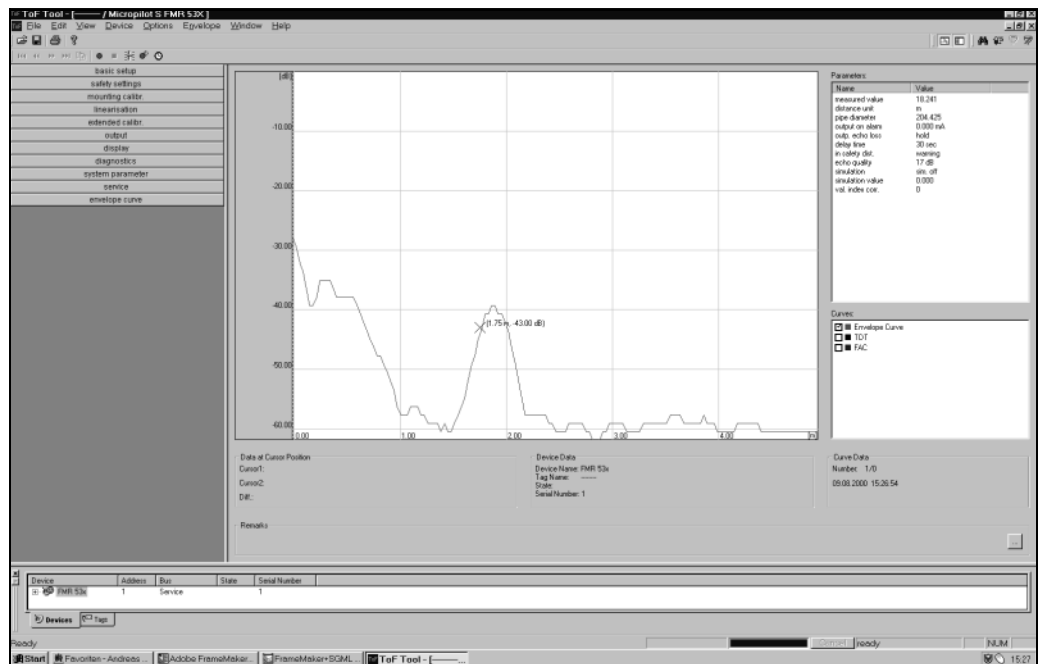 ToF Tool - [------ / Micropilot S FMR 53X ]
File Edit View Device Options Envelope Window Help
basic setup
safety settings
mounting calibr.
linearisation
extended calibr.
output
display
diagnostics
system parameter
service
envelope curve
[dB]
-10.00
-20.00
-30.00
-40.00
-50.00
-60.00
0.00 1.00 2.00 3.00 4.00 [m]
(1.75 m, -43.00 dB)
Parameters:
Name Value
measured value 18.241
distance unit m
pipe diameter 204.425
output on alarm 0.000 mA
outp. echo loss hold
delay time 30 sec
in safety dist. warning
echo quality 17 dB
simulation sim. off
simulation value 0.000
val. index corr. 0
Curves:
Envelope Curve
TDT
FAC
Data at Cursor Position
Cursor1:
Cursor2:
Diff.:
Device Data
Device Name: FMR 53x
Tag Name: ------
State:
Serial Number: 1
Curve Data
Number: 1/0
09.08.2000 15:26:54
Remarks
...
Device Address Bus State Serial Number
FMR 53x 1 Service 1
Devices Tags
Ready
Cancel ready NUM
Start Favoriten - Andreas ... Adobe FrameMaker... FrameMaker+SGML ... ToF Tool - [------... 15:27